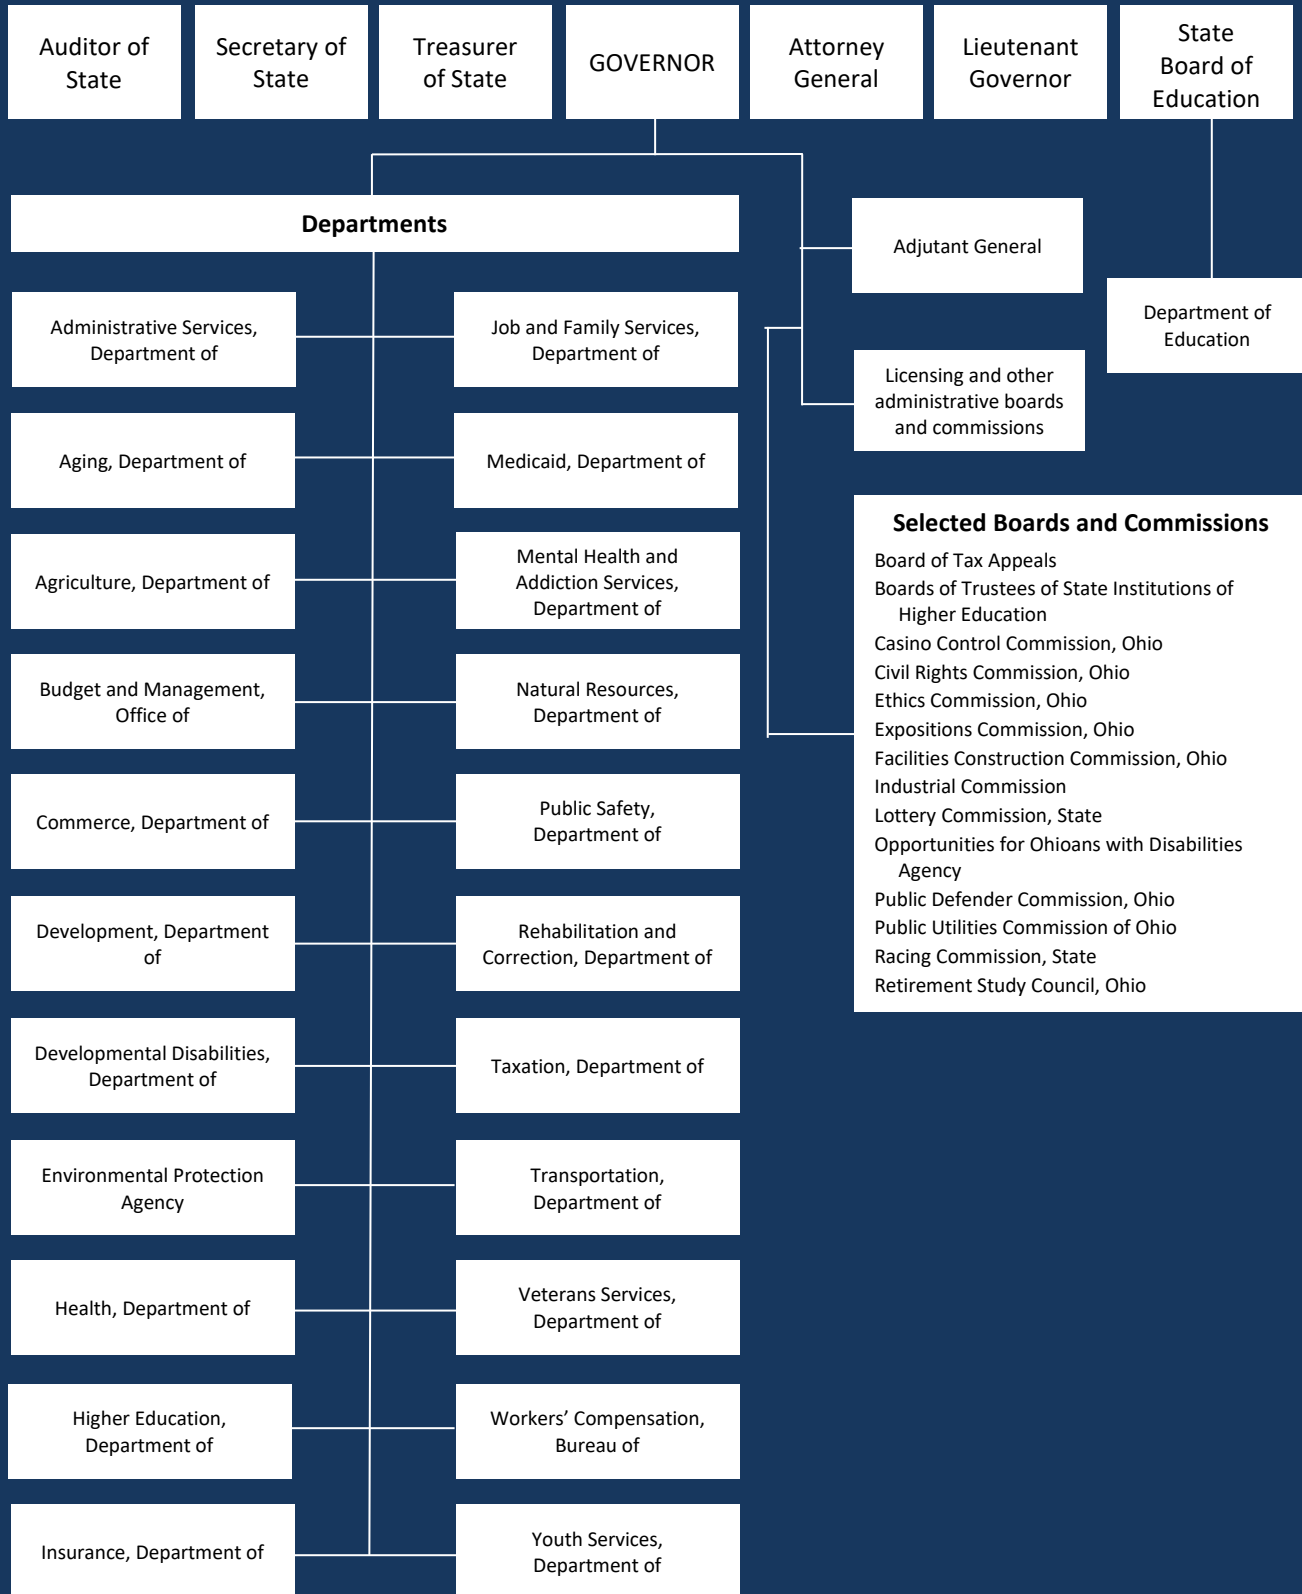 Auditor of
State
Secretary of
State
Treasurer
of State
GOVERNOR
Attorney
General
Lieutenant
Governor
State
Board of
Education
Departments
Administrative Services,
Department of
Aging, Department of
Agriculture, Department of
Budget and Management,
Office of
Commerce, Department of
Development, Department
of
Developmental Disabilities,
Department of
Environmental Protection
Agency
Health, Department of
Higher Education,
Department of
Insurance, Department of
Job and Family Services,
Department of
Medicaid, Department of
Mental Health and
Addiction Services,
Department of
Natural Resources,
Department of
Public Safety,
Department of
Rehabilitation and
Correction, Department of
Taxation, Department of
Transportation,
Department of
Veterans Services,
Department of
Workers’ Compensation,
Bureau of
Youth Services,
Department of
Adjutant General
Licensing and other
administrative boards
and commissions
Department of
Education
Selected Boards and Commissions
Board of Tax Appeals
Boards of Trustees of State Institutions of
Higher Education
Casino Control Commission, Ohio
Civil Rights Commission, Ohio
Ethics Commission, Ohio
Expositions Commission, Ohio
Facilities Construction Commission, Ohio
Industrial Commission
Lottery Commission, State
Opportunities for Ohioans with Disabilities
Agency
Public Defender Commission, Ohio
Public Utilities Commission of Ohio
Racing Commission, State
Retirement Study Council, Ohio